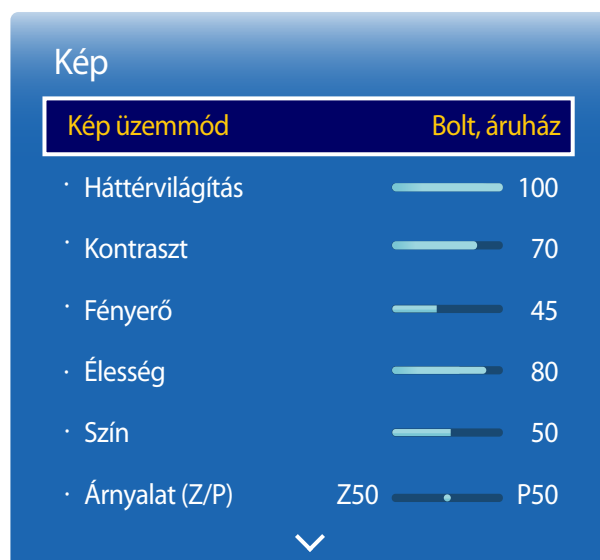 Kép
Kép üzemmód Bolt, áruház
· Háttérvilágítás 100
· Kontraszt 70
· Fényerő 45
· Élesség 80
· Szín 50
· Árnyalat (Z/P) Z50 P50